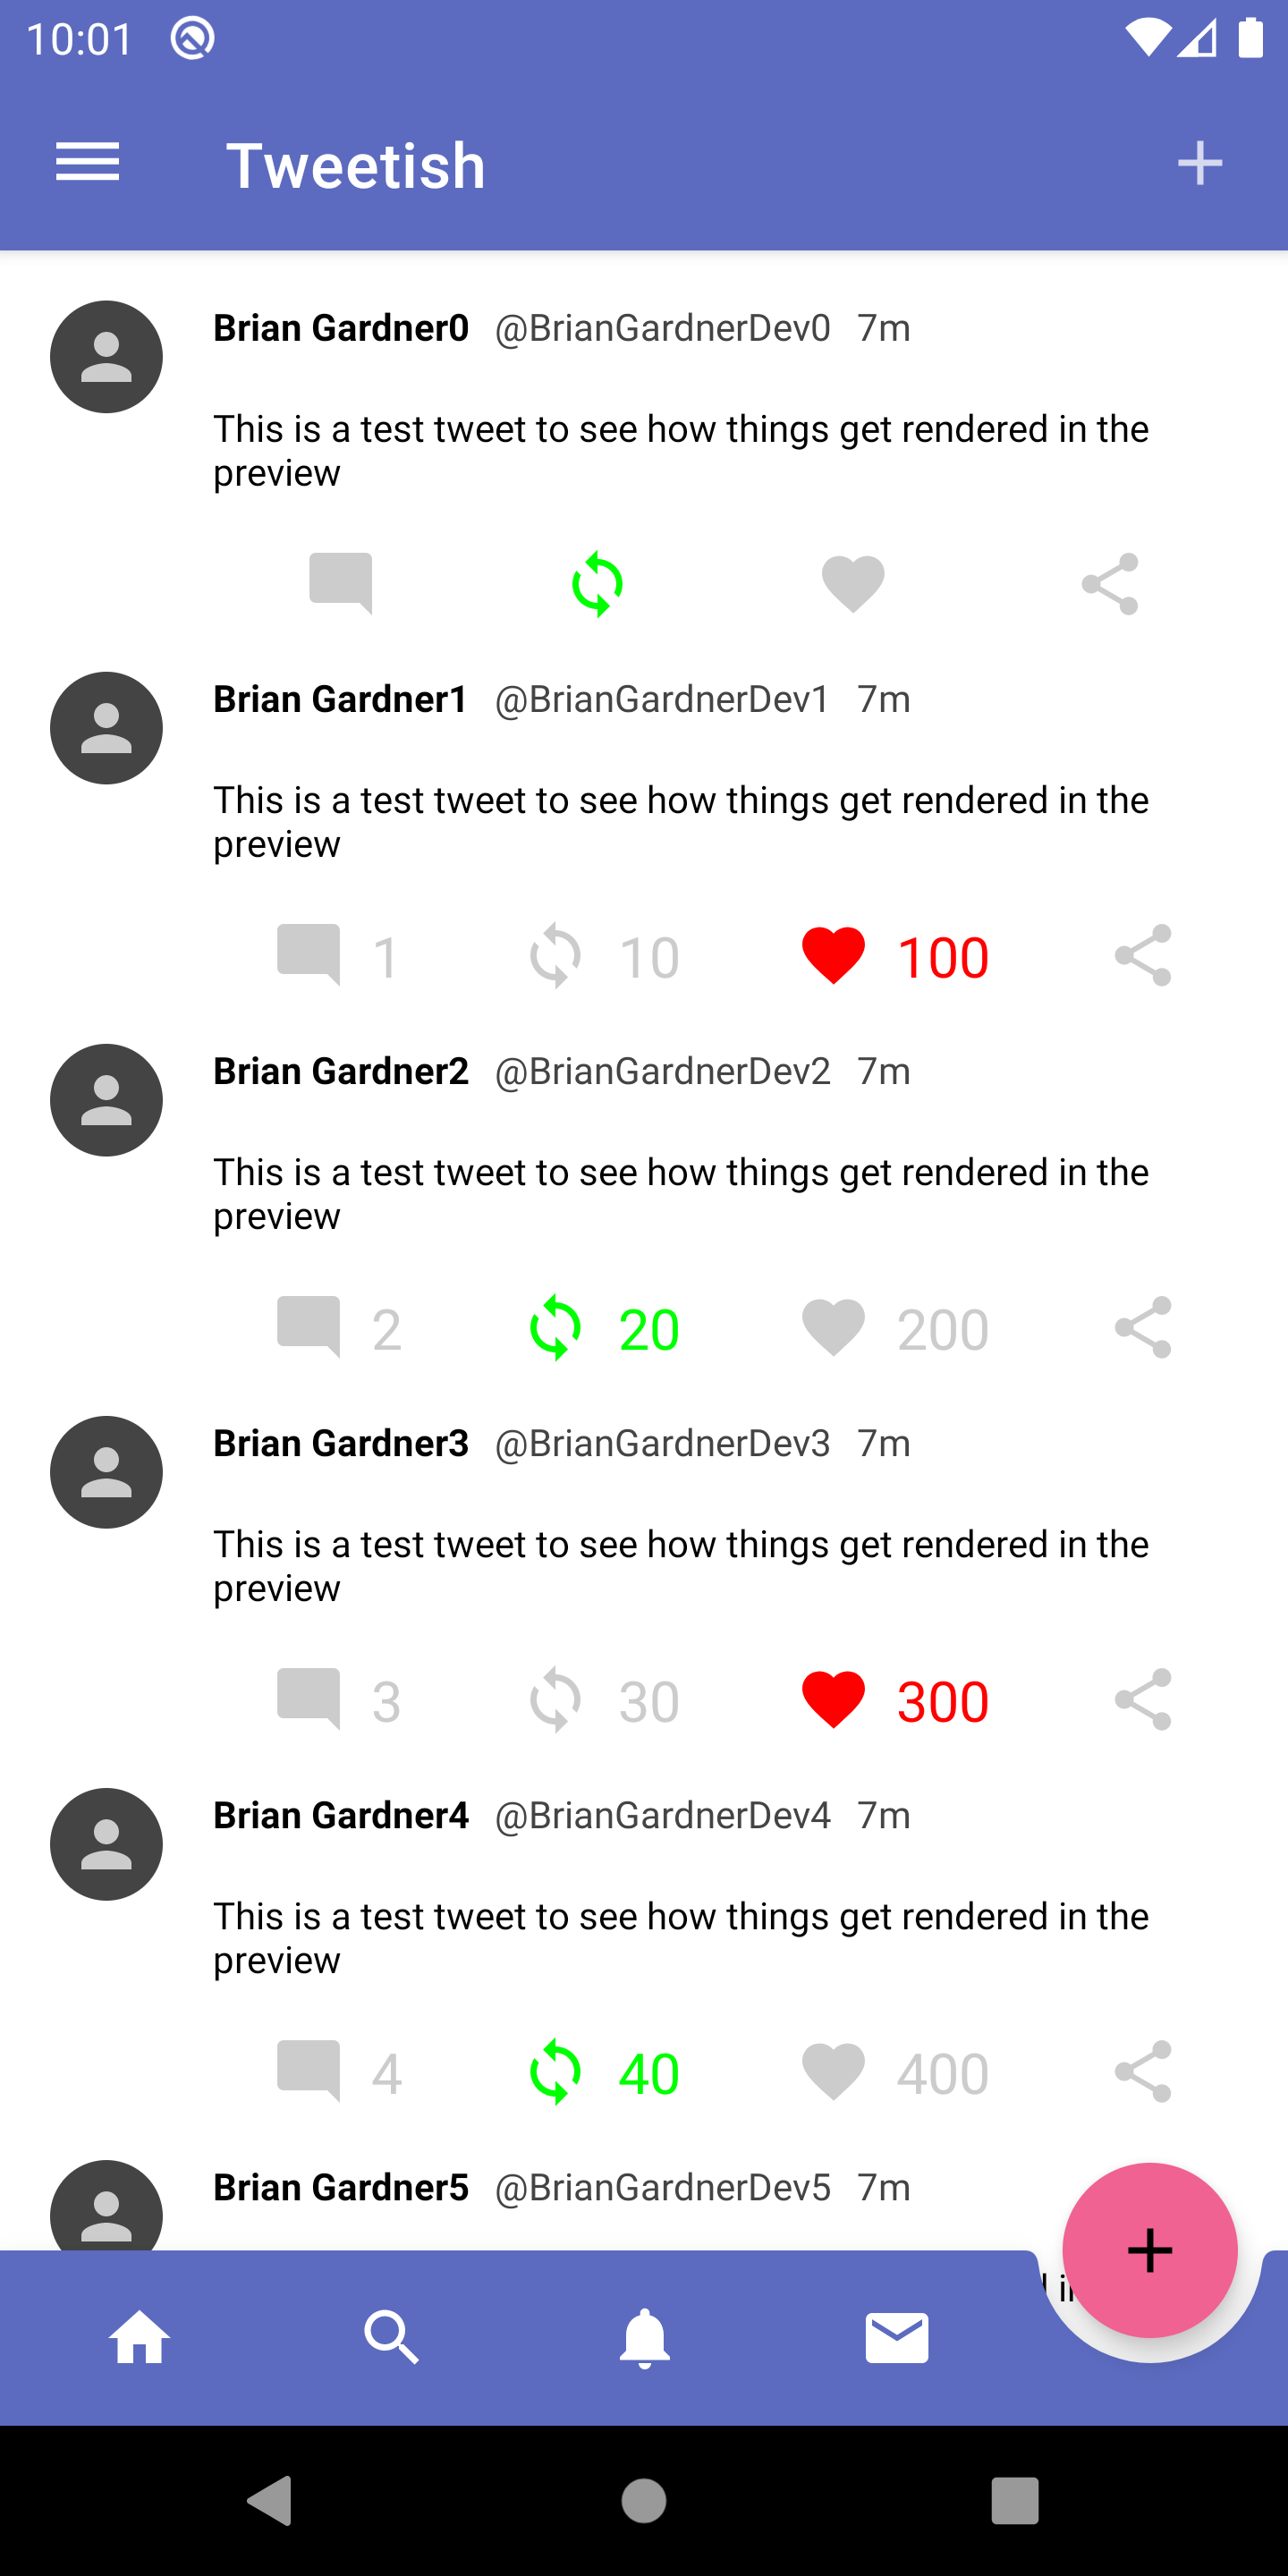 10:01
Tweetish
Brian Gardner0 @BrianGardnerDev0 7m
This is a test tweet to see how things get rendered in the
preview
Brian Gardner1 @BrianGardnerDev1 7m
This is a test tweet to see how things get rendered in the
preview
1 10 100
Brian Gardner2 @BrianGardnerDev2 7m
This is a test tweet to see how things get rendered in the
preview
2 20 200
Brian Gardner3 @BrianGardnerDev3 7m
This is a test tweet to see how things get rendered in the
preview
3 30 300
Brian Gardner4 @BrianGardnerDev4 7m
This is a test tweet to see how things get rendered in the
preview
4 40 400
Brian Gardner5 @BrianGardnerDev5 7m